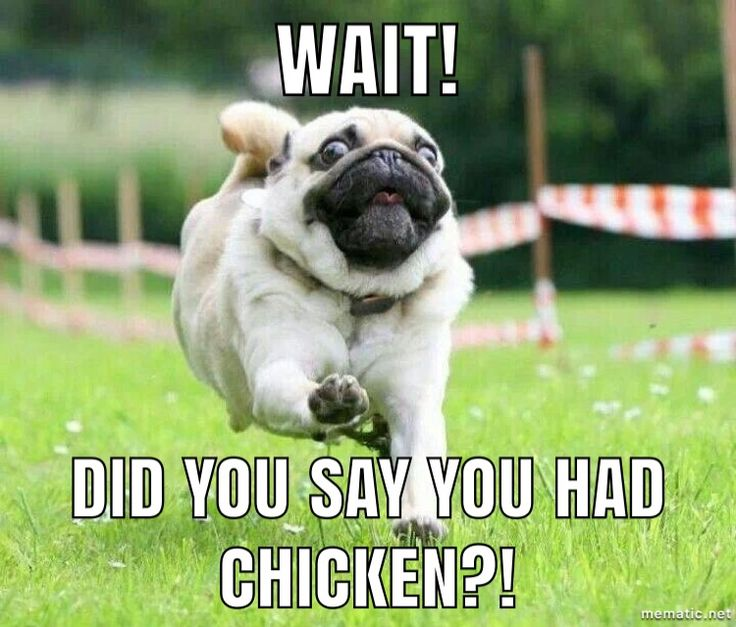 WAIT!
DID YOU SAY YOU HAD
CHICKEN?!
mematic.net